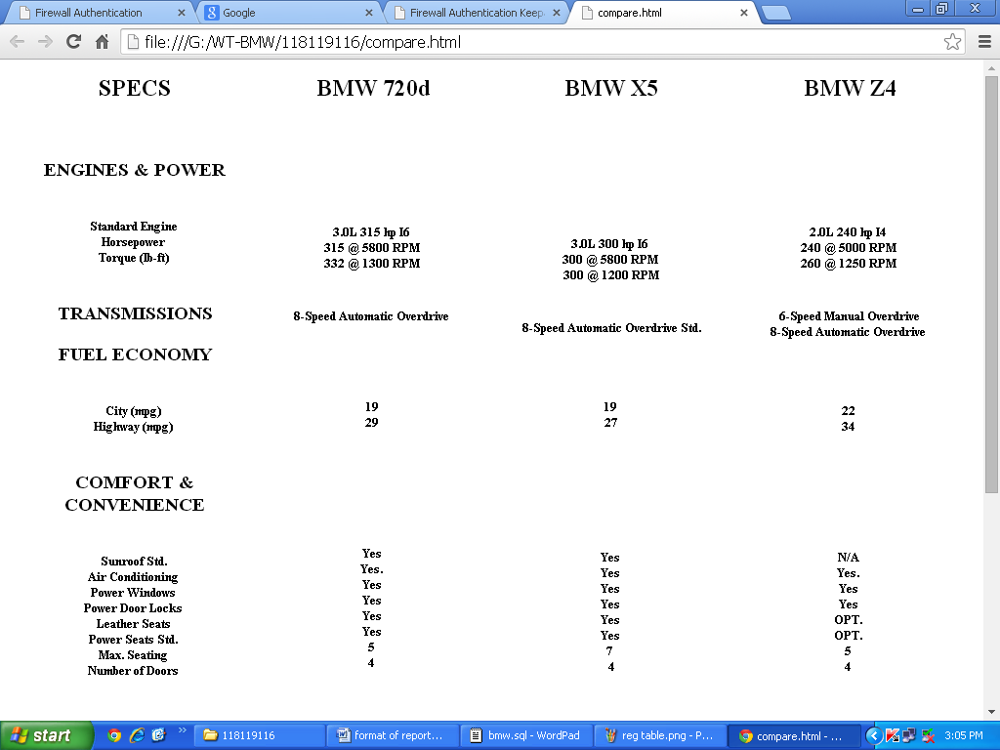 Firewall Authentication
Google
Firewall Authentication Keep
compare.html
file:///G:/WT-BMW/118119116/compare.html
SPECS BMW 720d BMW X5 BMW Z4
ENGINES & POWER
Standard Engine 3.0L 315 hp I6 3.0L 300 hp I6 2.0L 240 hp I4
Horsepower 315 @ 5800 RPM 300 @ 5800 RPM 240 @ 5000 RPM
Torque (lb-ft) 332 @ 1300 RPM 300 @ 1200 RPM 260 @ 1250 RPM
TRANSMISSIONS 8-Speed Automatic Overdrive 8-Speed Automatic Overdrive Std. 6-Speed Manual Overdrive
8-Speed Automatic Overdrive
FUEL ECONOMY
City (mpg) 19 19 22
Highway (mpg) 29 27 34
COMFORT &
CONVENIENCE
Sunroof Std. Yes Yes N/A
Air Conditioning Yes. Yes Yes.
Power Windows Yes Yes Yes
Power Door Locks Yes Yes Yes
Leather Seats Yes Yes OPT.
Power Seats Std. Yes Yes OPT.
Max. Seating 5 7 5
Number of Doors 4 4 4
start
118119116
format of report...
bmw.sql - WordPad
reg table.png - P...
compare.html - ...
3:05 PM